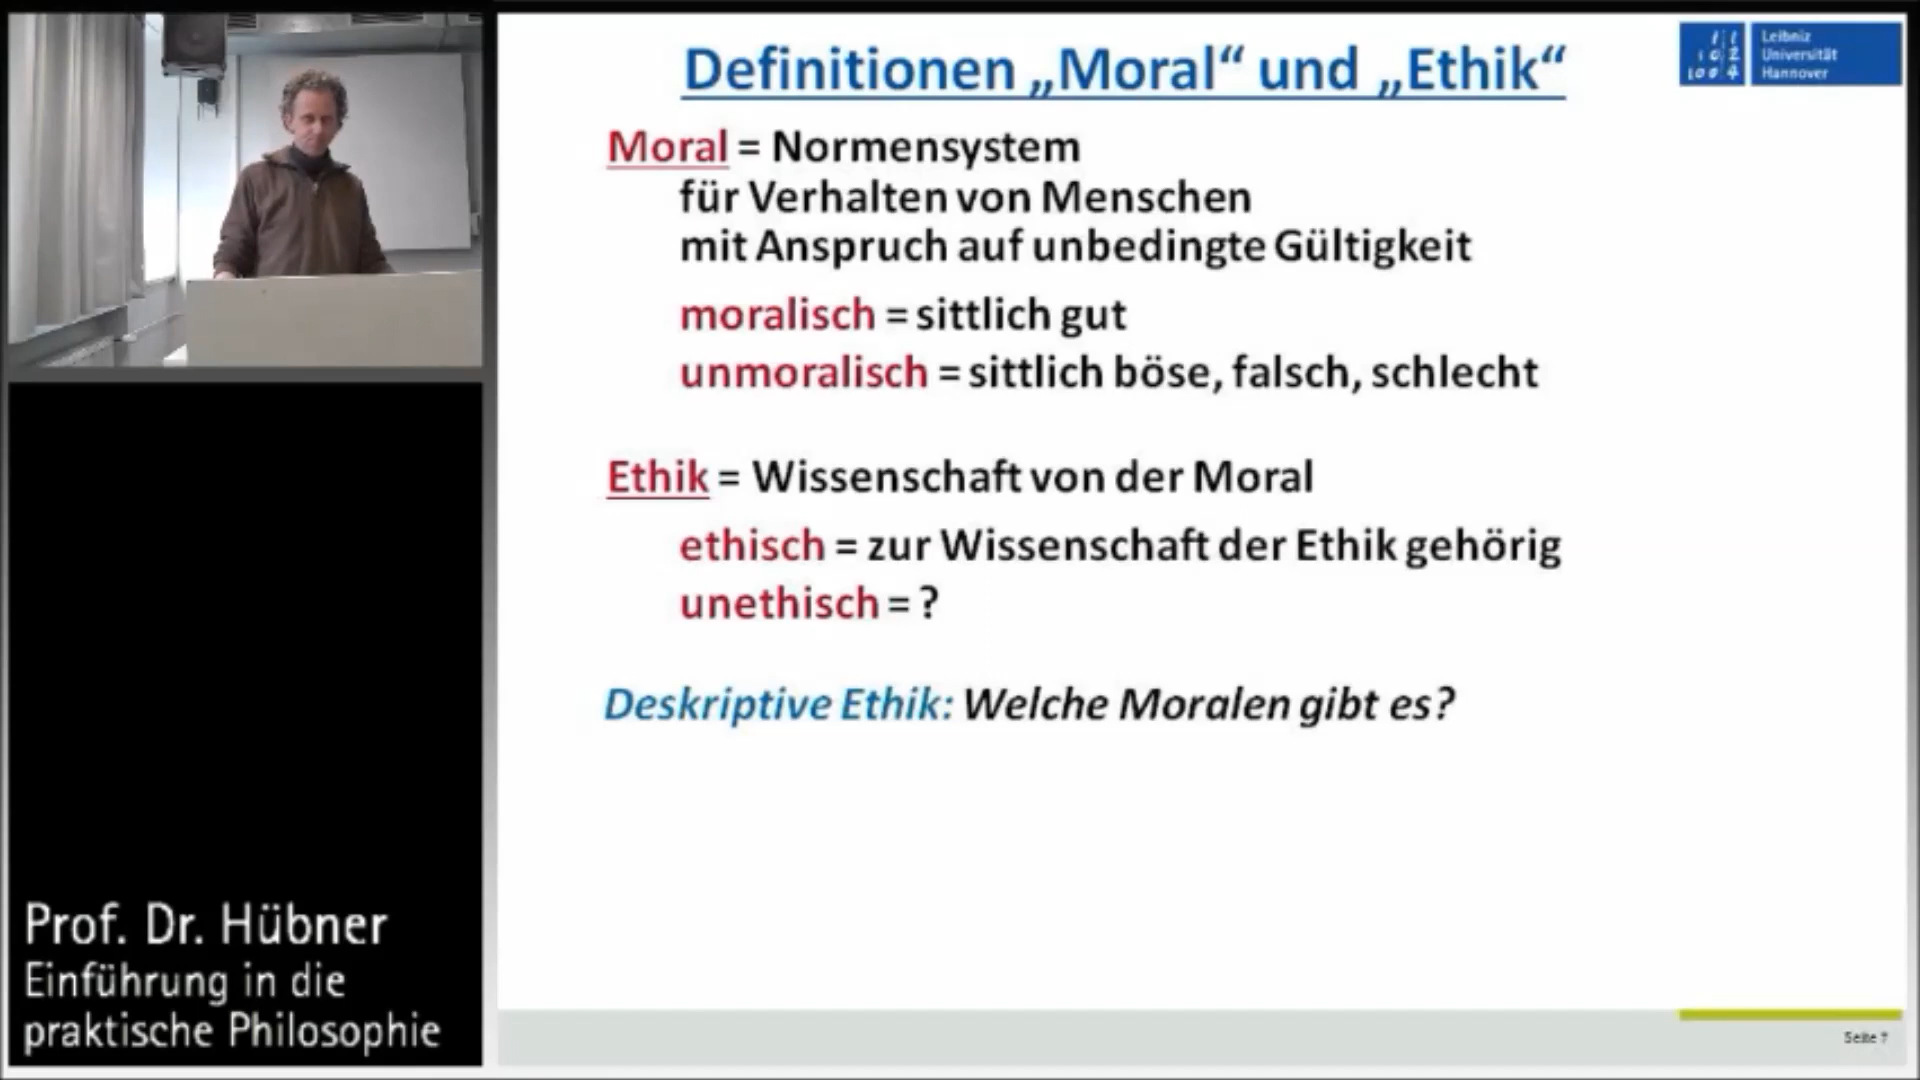 Definitionen „Moral“ und „Ethik“
Leibniz
Universität
Hannover
Moral = Normensystem
für Verhalten von Menschen
mit Anspruch auf unbedingte Gültigkeit
moralisch = sittlich gut
unmoralisch = sittlich böse, falsch, schlecht
Ethik = Wissenschaft von der Moral
ethisch = zur Wissenschaft der Ethik gehörig
unethisch = ?
Deskriptive Ethik: Welche Moralen gibt es?
Prof. Dr. Hübner
Einführung in die
praktische Philosophie
Seite 7